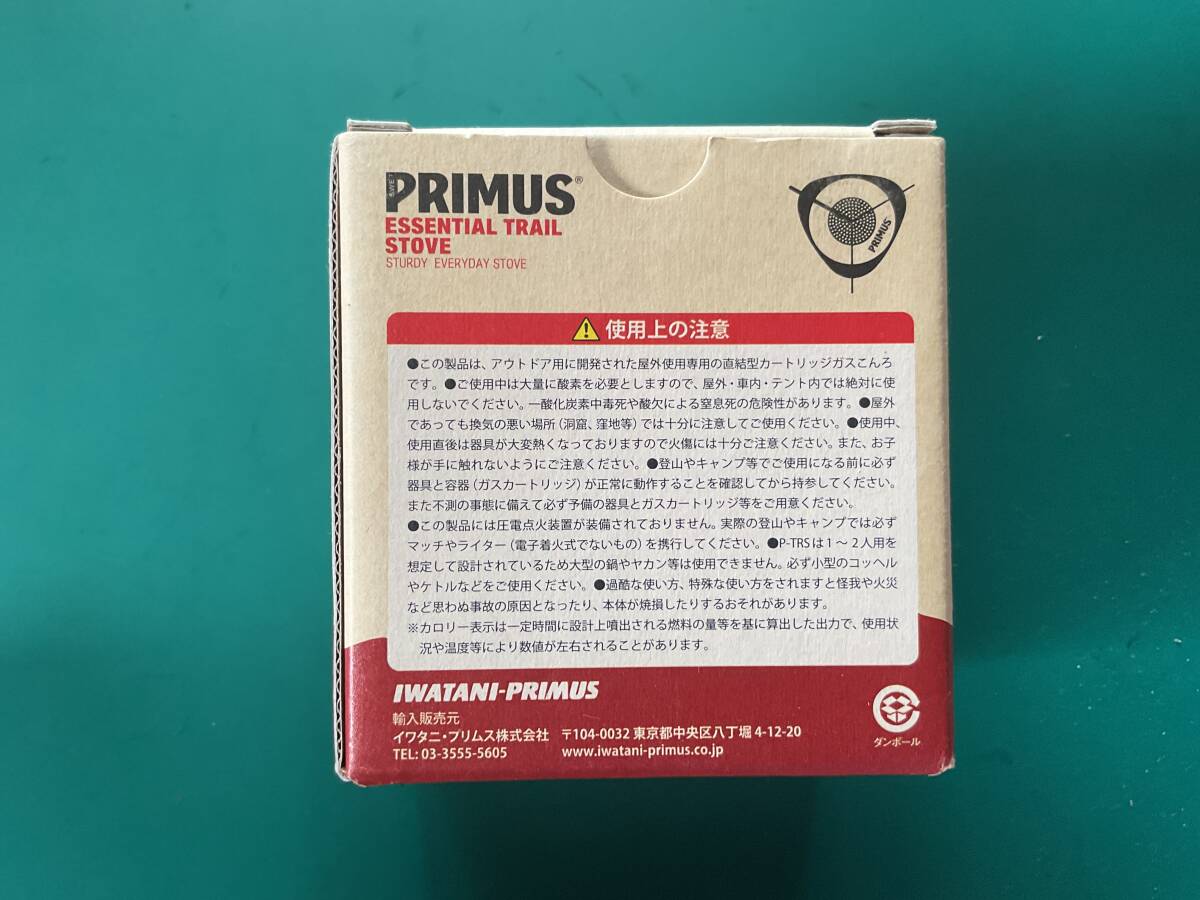 PRIMUS®
ESSENTIAL TRAIL
STOVE
STURDY EVERYDAY STOVE
PRIMUS
使用上の注意
●この製品は、アウトドア用に開発された屋外使用専用の直結型カートリッジガスこんろ
です。●ご使用中は大量に酸素を必要としますので、屋外・車内・テント内では絶対に使
用しないでください。一酸化炭素中毒死や酸欠による窒息死の危険性があります。●屋外
であっても換気の悪い場所（洞窟、窪地等）では十分に注意してご使用ください。●使用中、
使用直後は器具が大変熱くなっておりますので火傷には十分ご注意ください。また、お子
様が手に触れないようにご注意ください。●登山やキャンプ等でご使用になる前に必ず
器具と容器（ガスカートリッジ）が正常に動作することを確認してから持参してください。
また不測の事態に備えて必ず予備の器具とガスカートリッジ等をご用意ください。
●この製品には圧電点火装置が装備されておりません。実際の登山やキャンプでは必ず
マッチやライター（電子着火式でないもの）を携行してください。●P-TRSは1～2人用を
想定して設計されているため大型の鍋やヤカン等は使用できません。必ず小型のコッヘル
やケトルなどをご使用ください。●過酷な使い方、特殊な使い方をされますと怪我や火災
など思わぬ事故の原因となったり、本体が焼損したりするおそれがあります。
※カロリー表示は一定時間に設計上噴出される燃料の量等を基に算出した出力で、使用状
況や温度等により数値が左右されることがあります。
IWATANI-PRIMUS
輸入販売元
イワタニ・プリムス株式会社 〒104-0032 東京都中央区八丁堀 4-12-20
TEL: 03-3555-5605 www.iwatani-primus.co.jp
ダンボール